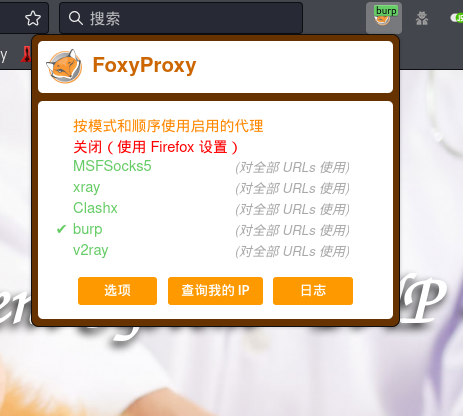 搜索
burp
y
FoxyProxy
按模式和顺序使用启用的代理
关闭（使用 Firefox 设置）
MSFSocks5 (对全部 URLs 使用)
xray (对全部 URLs 使用)
Clashx (对全部 URLs 使用)
✔ burp (对全部 URLs 使用)
v2ray (对全部 URLs 使用)
选项 查询我的 IP 日志